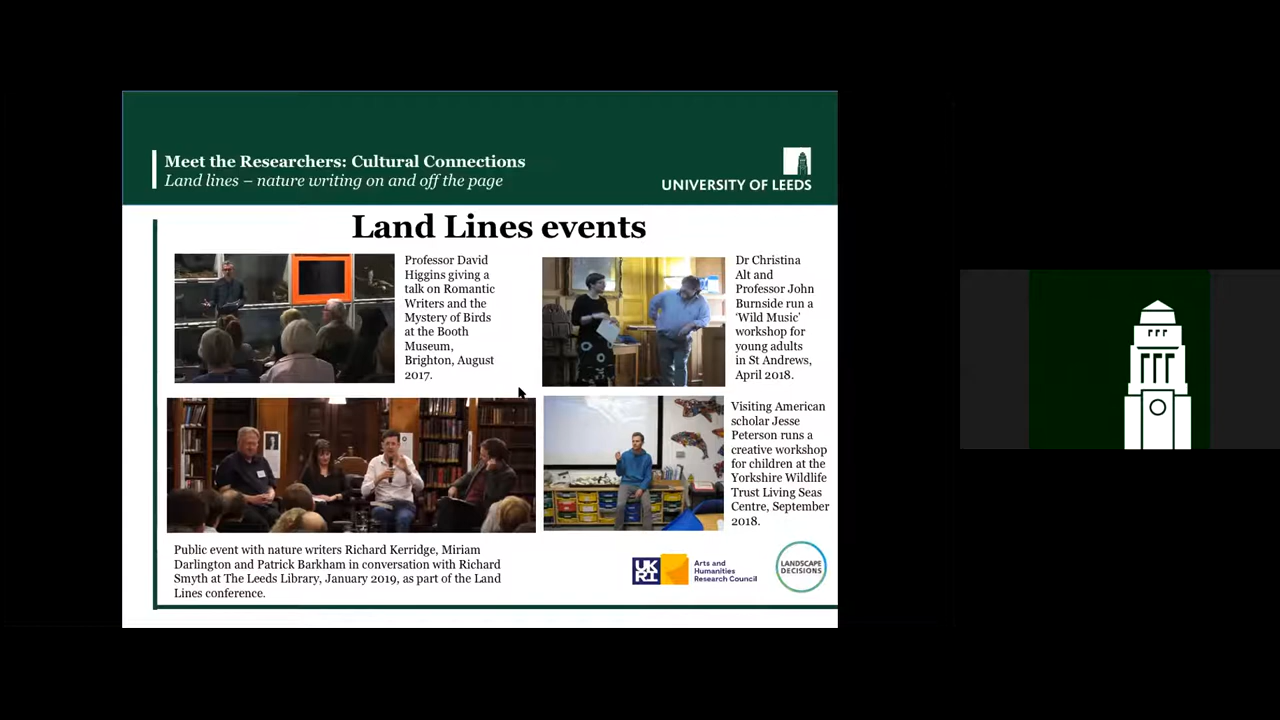 Meet the Researchers: Cultural Connections
Land lines – nature writing on and off the page
UNIVERSITY OF LEEDS
Land Lines events
Professor David
Higgins giving a
talk on Romantic
Writers and the
Mystery of Birds
at the Booth
Museum,
Brighton, August
2017.
Dr Christina
Alt and
Professor John
Burnside run a
‘Wild Music’
workshop for
young adults
in St Andrews,
April 2018.
Visiting American
scholar Jesse
Peterson runs a
creative workshop
for children at the
Yorkshire Wildlife
Trust Living Seas
Centre, September
2018.
Public event with nature writers Richard Kerridge, Miriam
Darlington and Patrick Barkham in conversation with Richard
Smyth at The Leeds Library, January 2019, as part of the Land
Lines conference.
UK
RI
Arts and
Humanities
Research Council
LANDSCAPE
DECISIONS